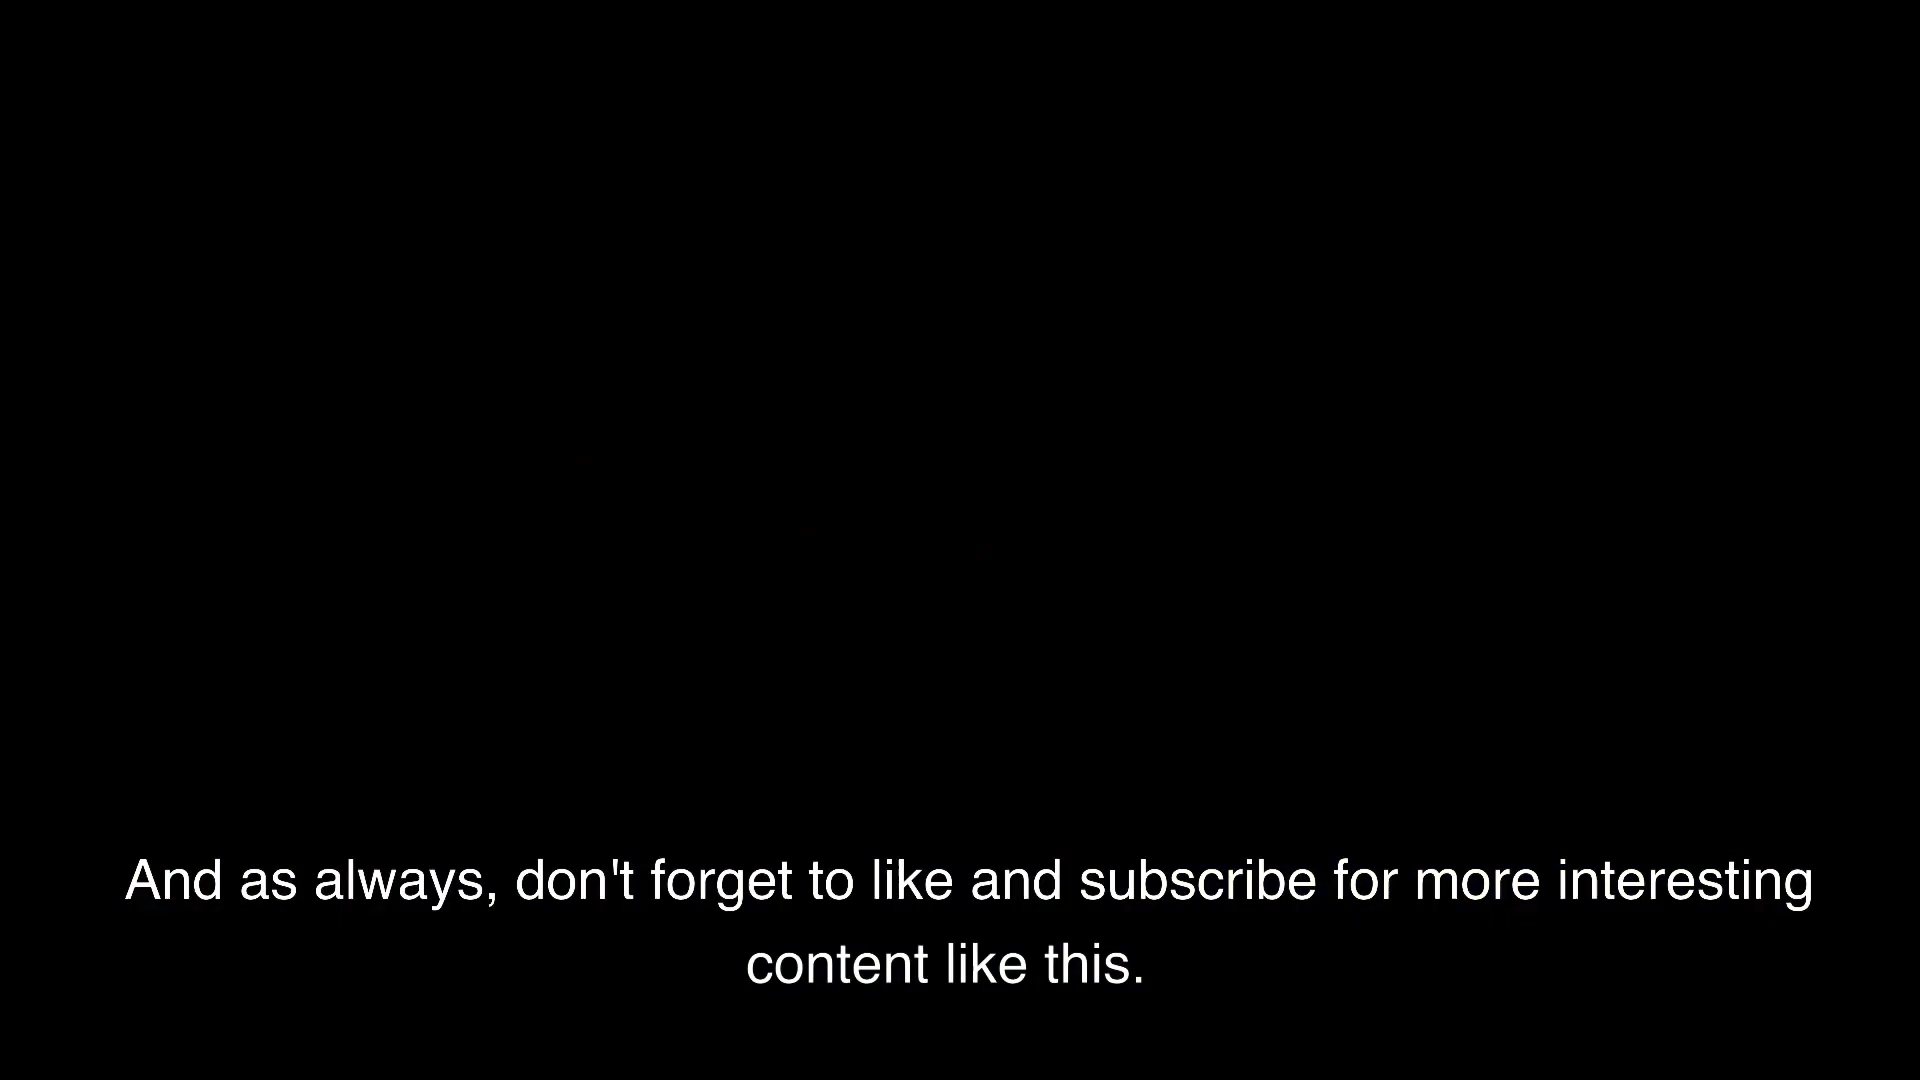 And as always, don't forget to like and subscribe for more interesting
content like this.